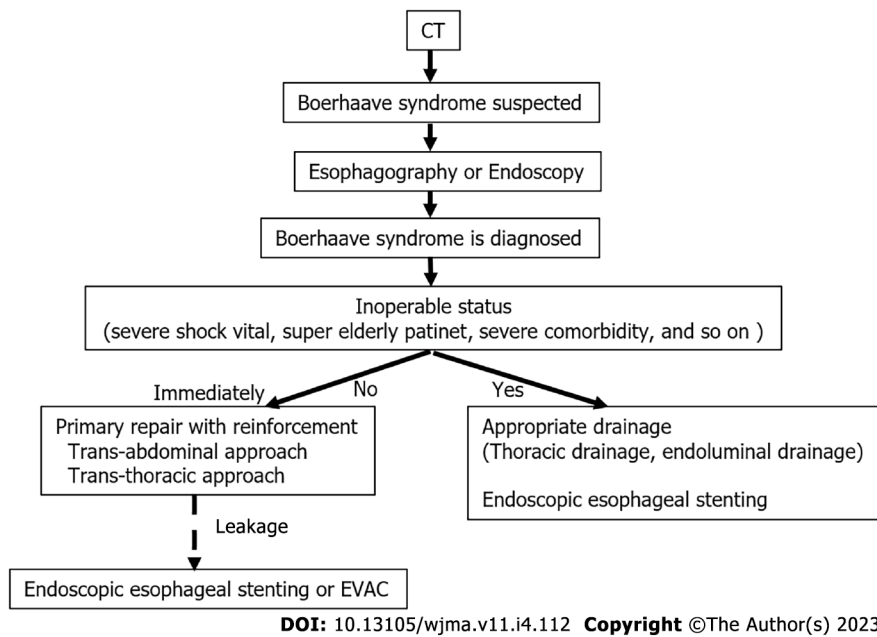 CT
Boerhaave syndrome suspected
Esophagography or Endoscopy
Boerhaave syndrome is diagnosed
Inoperable status
(severe shock vital, super elderly patinet, severe comorbidity, and so on )
Immediately
No
Yes
Primary repair with reinforcement
Trans-abdominal approach
Trans-thoracic approach
Appropriate drainage
(Thoracic drainage, endoluminal drainage)
Endoscopic esophageal stenting
Leakage
Endoscopic esophageal stenting or EVAC
DOI: 10.13105/wjma.v11.i4.112 Copyright ©The Author(s) 2023